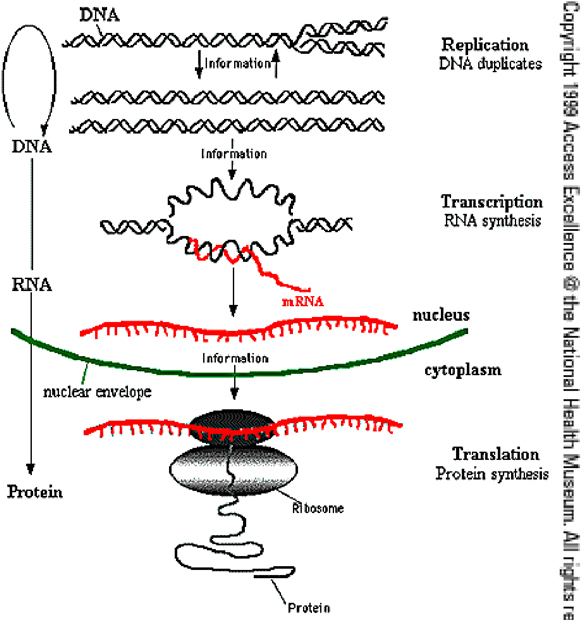 DNA
Replication
DNA duplicates
Information
DNA
Information
Transcription
RNA synthesis
RNA
mRNA
nucleus
Information
cytoplasm
nuclear envelope
Translation
Protein synthesis
Protein
Ribosome
Protein
Copyright 1999 Access Excellence @ the National Health Museum. All rights re